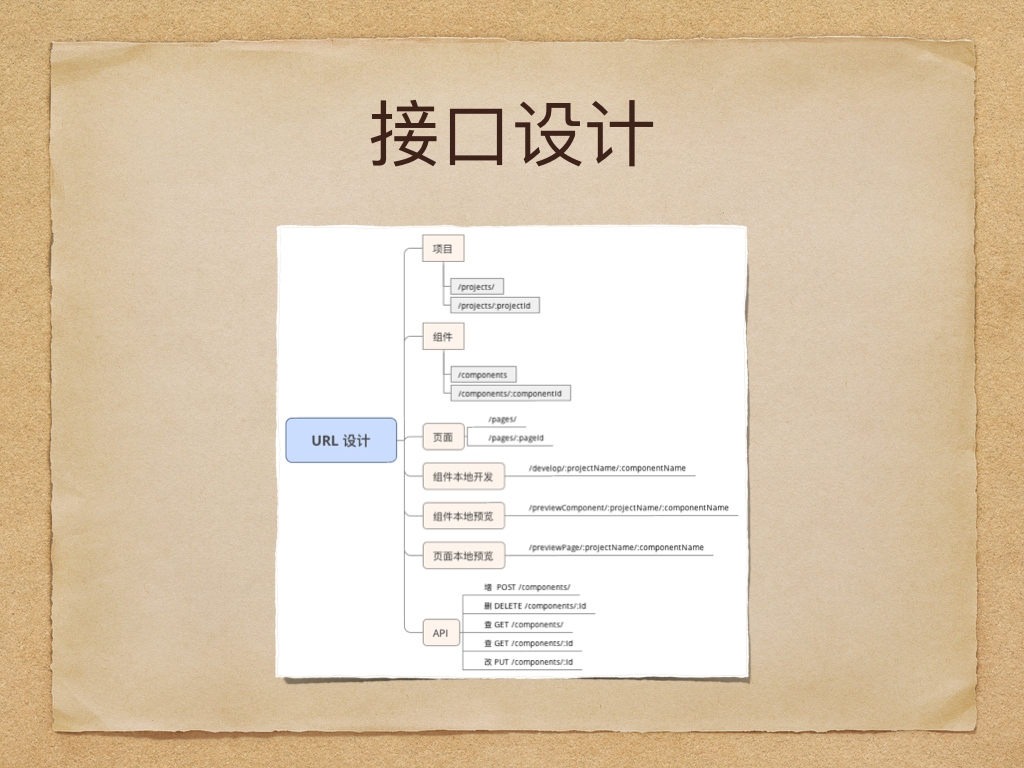 接口设计
项目
/projects/
/projects/:projectId
组件
/components
/components/:componentId
URL 设计
页面
/pages/
/pages/:pageId
组件本地开发
/develop/:projectName/:componentName
组件本地预览
/previewComponent/:projectName/:componentName
页面本地预览
/previewPage/:projectName/:componentName
API
增 POST /components/
删 DELETE /components/:id
查 GET /components/
查 GET /components/:id
改 PUT /components/:id